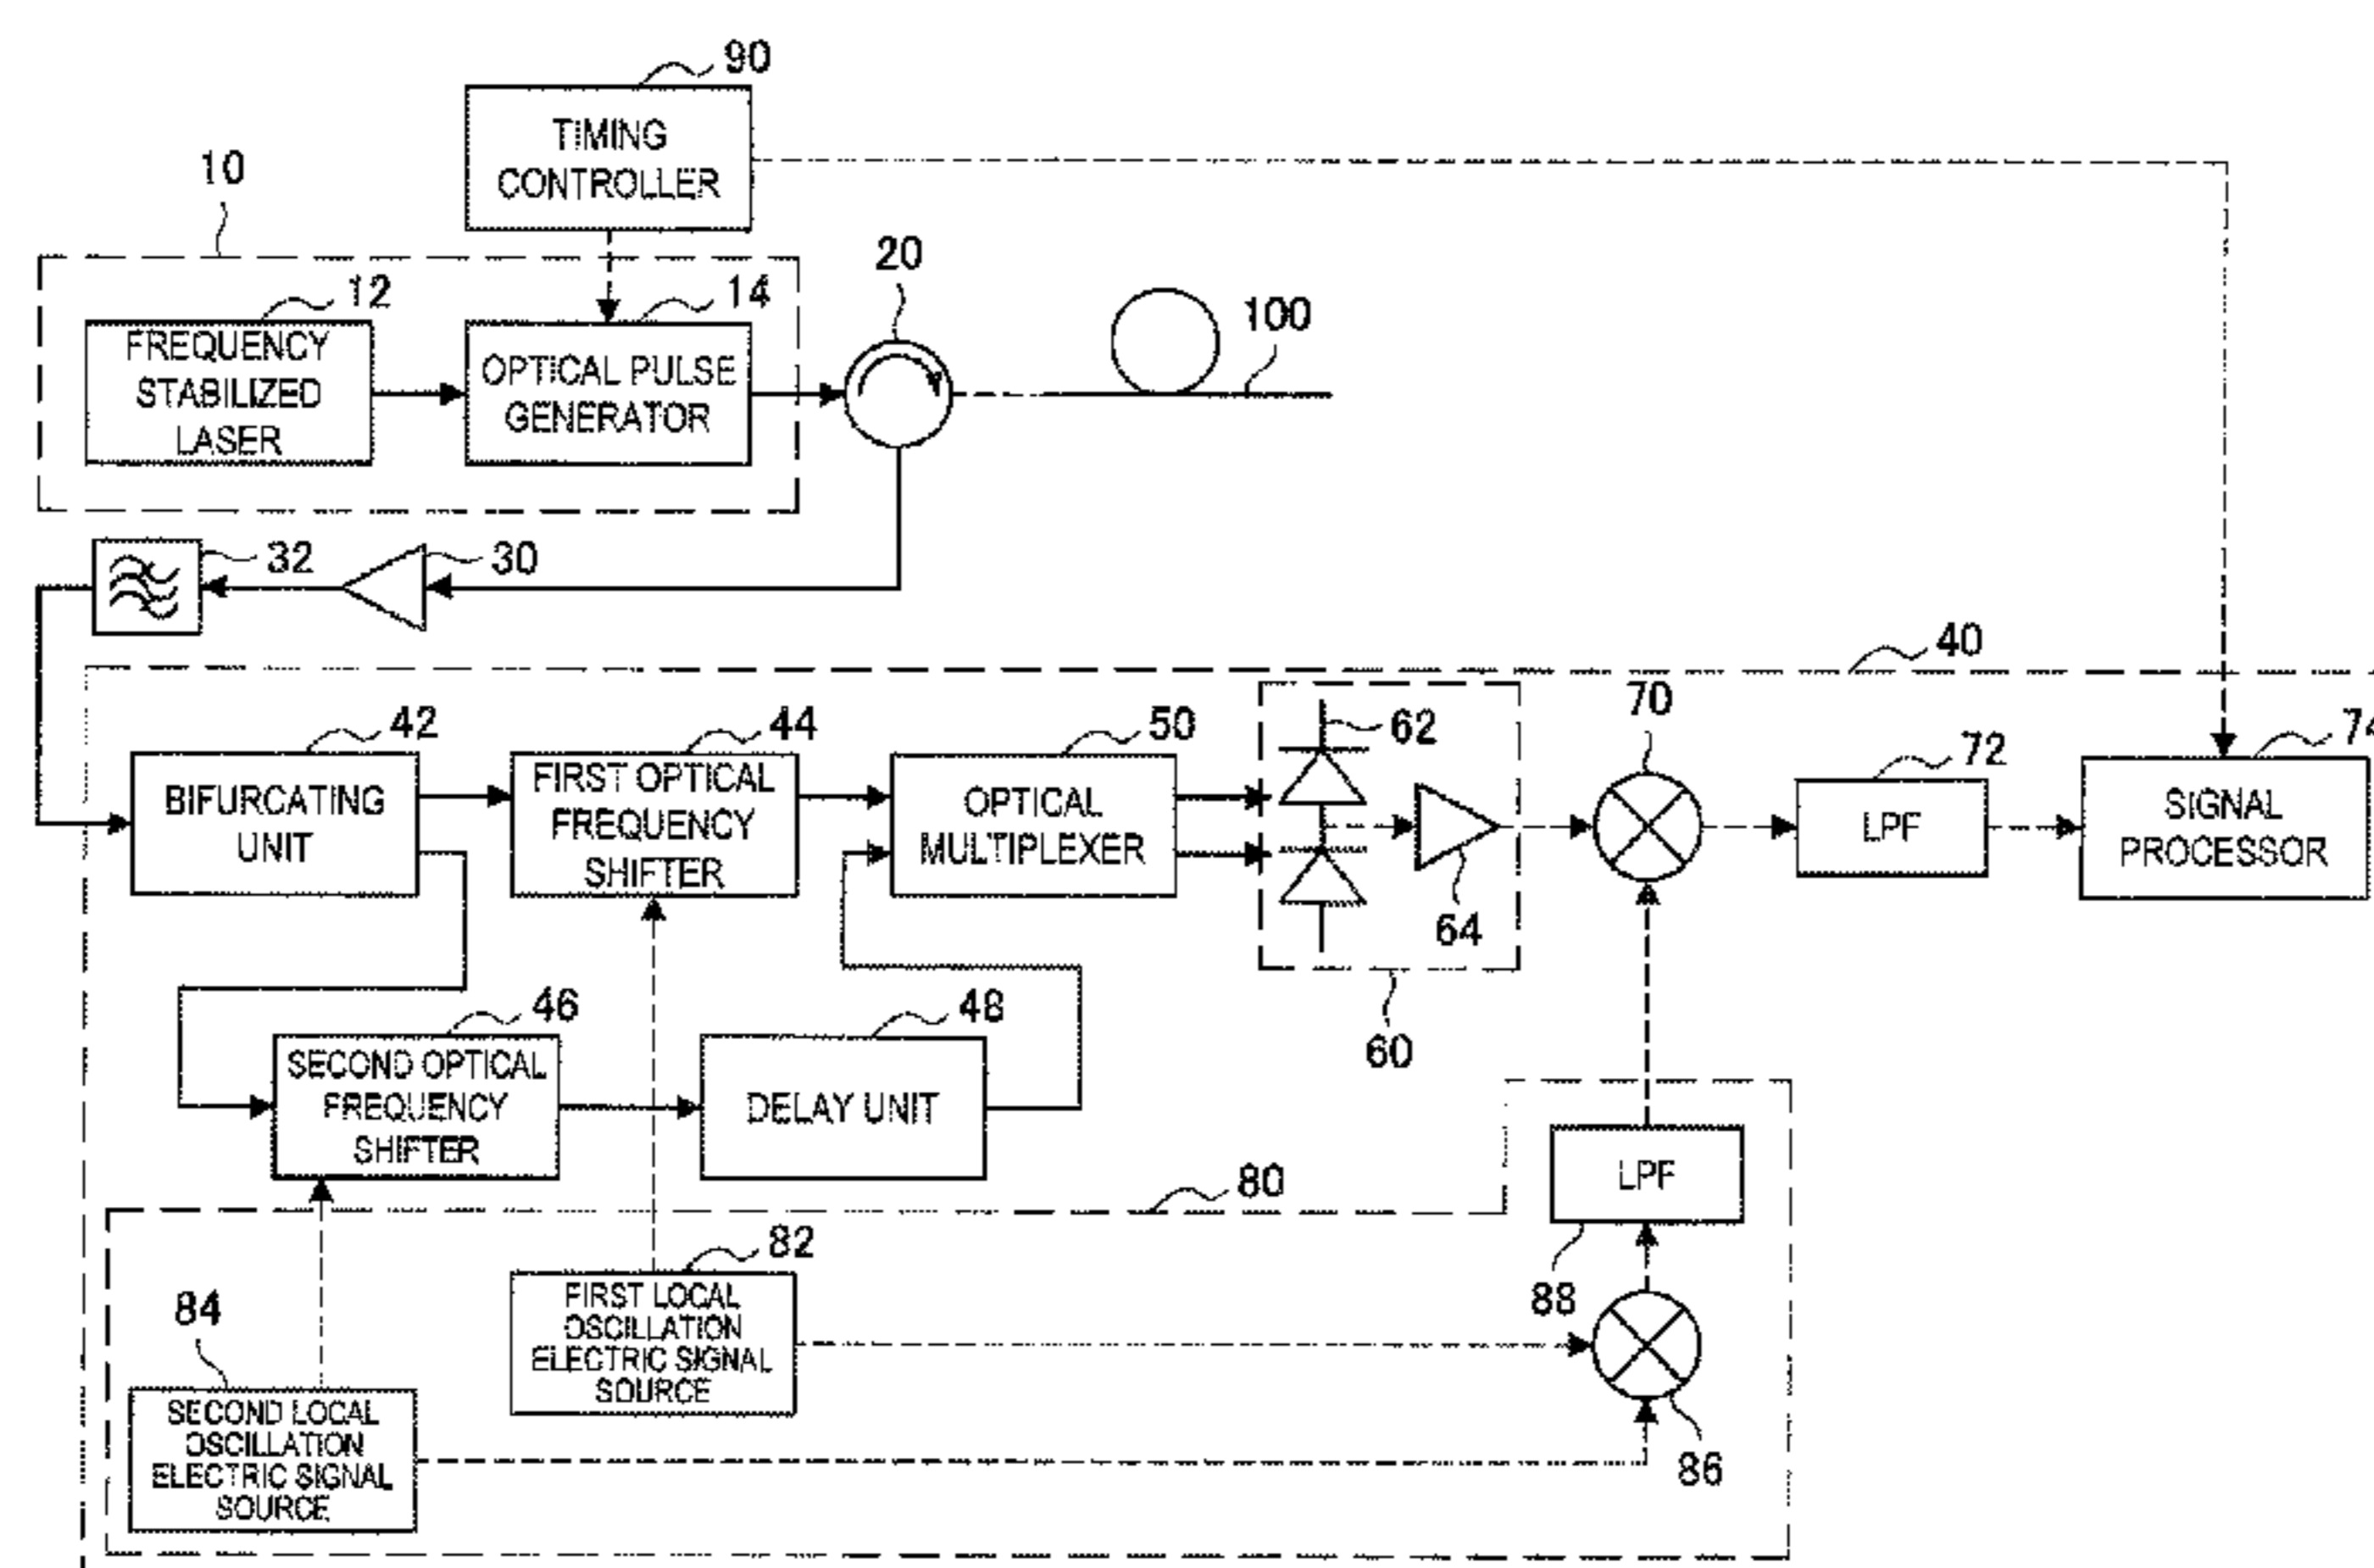 90
TIMING
CONTROLLER
10
12
14
20
100
FREQUENCY
STABILIZED
LASER
OPTICAL PULSE
GENERATOR
32
30
40
42
44
50
62
70
72
74
BIFURCATING
UNIT
FIRST OPTICAL
FREQUENCY
SHIFTER
OPTICAL
MULTIPLEXER
LPF
SIGNAL
PROCESSOR
64
60
46
48
SECOND OPTICAL
FREQUENCY
SHIFTER
DELAY UNIT
LPF
80
88
82
84
FIRST LOCAL
OSCILLATION
ELECTRIC SIGNAL
SOURCE
SECOND LOCAL
OSCILLATION
ELECTRIC SIGNAL
SOURCE
86